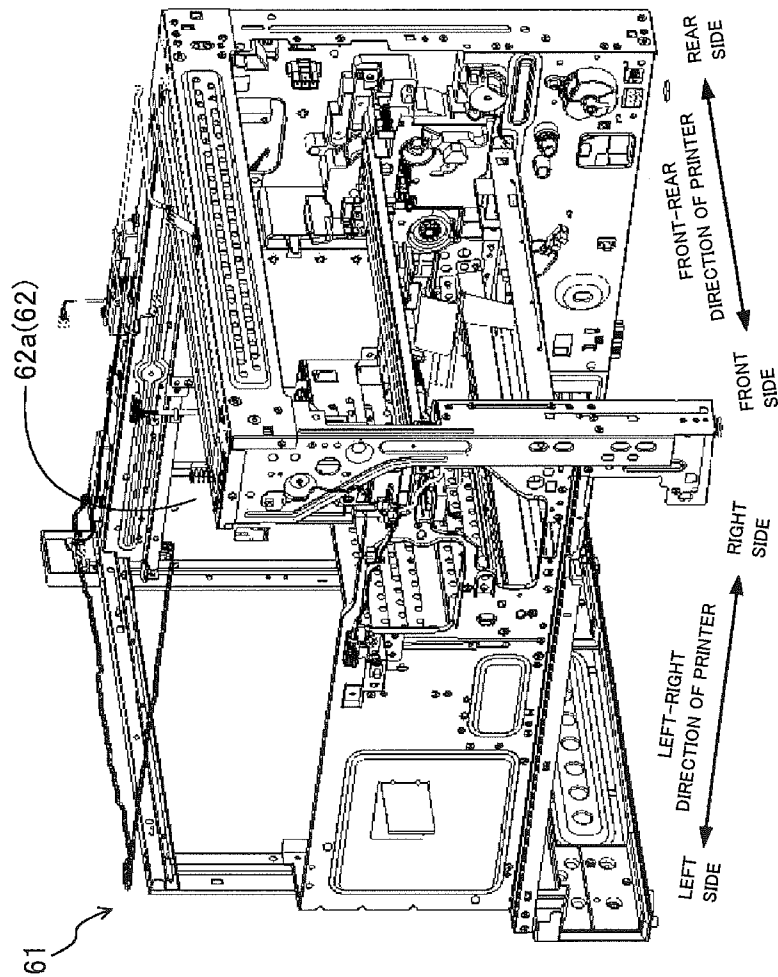 61
62a(62)
LEFT
SIDE
LEFT-RIGHT
DIRECTION OF PRINTER
RIGHT
SIDE
FRONT
SIDE
FRONT-REAR
DIRECTION OF PRINTER
REAR
SIDE